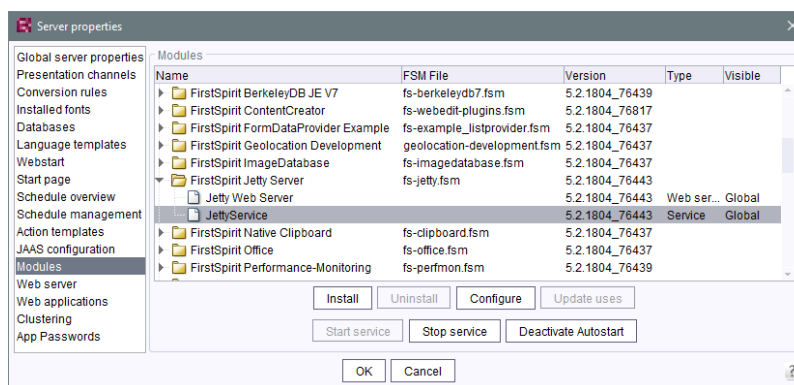 Server properties
Global server properties
Presentation channels
Conversion rules
Installed fonts
Databases
Language templates
Webstart
Start page
Schedule overview
Schedule management
Action templates
JAAS configuration
Modules
Web server
Web applications
Clustering
App Passwords
Modules
Name FSM File Version Type Visible
FirstSpirit BerkeleyDB JE V7 fs-berkeleydb7.fsm 5.2.1804_76439
FirstSpirit ContentCreator fs-webedit-plugins.fsm 5.2.1804_76817
FirstSpirit FormDataProvider Example fs-example_listprovider.fsm 5.2.1804_76437
FirstSpirit Geolocation Development geolocation-development.fsm 5.2.1804_76437
FirstSpirit ImageDatabase fs-imagedatabase.fsm 5.2.1804_76437
FirstSpirit Jetty Server fs-jetty.fsm 5.2.1804_76443
Jetty Web Server 5.2.1804_76443 Web ser... Global
JettyService 5.2.1804_76443 Service Global
FirstSpirit Native Clipboard fs-clipboard.fsm 5.2.1804_76437
FirstSpirit Office fs-office.fsm 5.2.1804_76437
FirstSpirit Performance-Monitoring fs-perfmon.fsm 5.2.1804_76439
Install Uninstall Configure Update uses
Start service Stop service Deactivate Autostart
OK Cancel
?